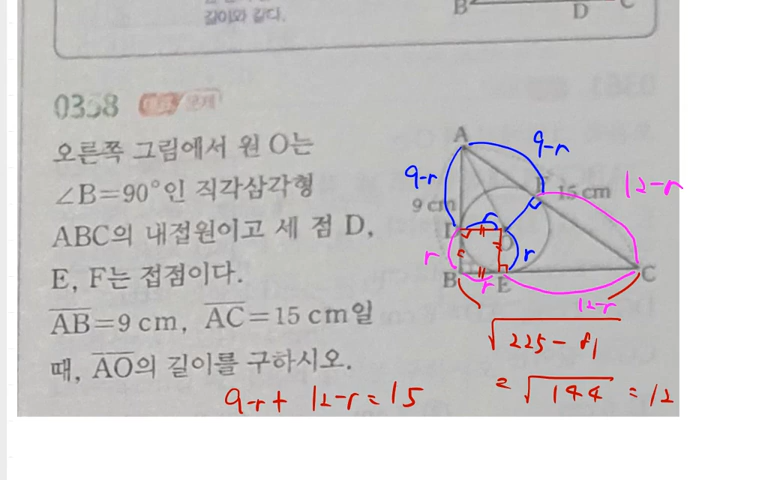 길이와 같다.
B
D
C
0358
오른쪽 그림에서 원 O는
∠B=90°인 직각삼각형
ABC의 내접원이고 세 점 D,
E, F는 접점이다.
AB=9 cm, AC=15 cm일
때, AO의 길이를 구하시오.
A
9-r
9-r
9 cm
F
15 cm
12-r
r
D
O
r
r
B
r
E
C
12-r
√225-81
=√144=12
9-r+12-r=15